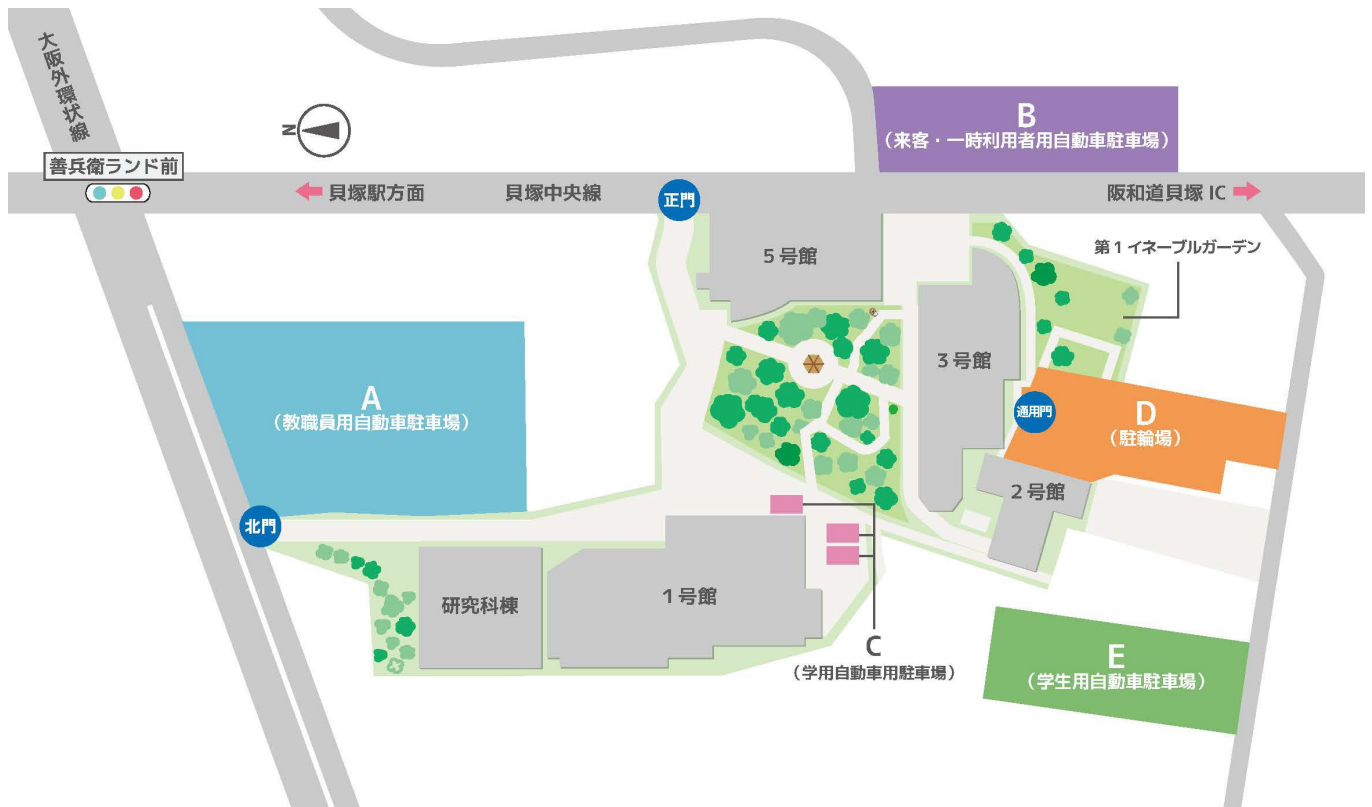 大阪外環状線
善兵衛ランド前
N
貝塚駅方面
貝塚中央線
正門
B
（来客・一時利用者用自動車駐車場）
阪和道貝塚 IC
5号館
第1イネーブルガーデン
3号館
A
（教職員用自動車駐車場）
通用門
D
（駐輪場）
2号館
北門
研究科棟
1号館
C
（学用自動車用駐車場）
E
（学生用自動車駐車場）